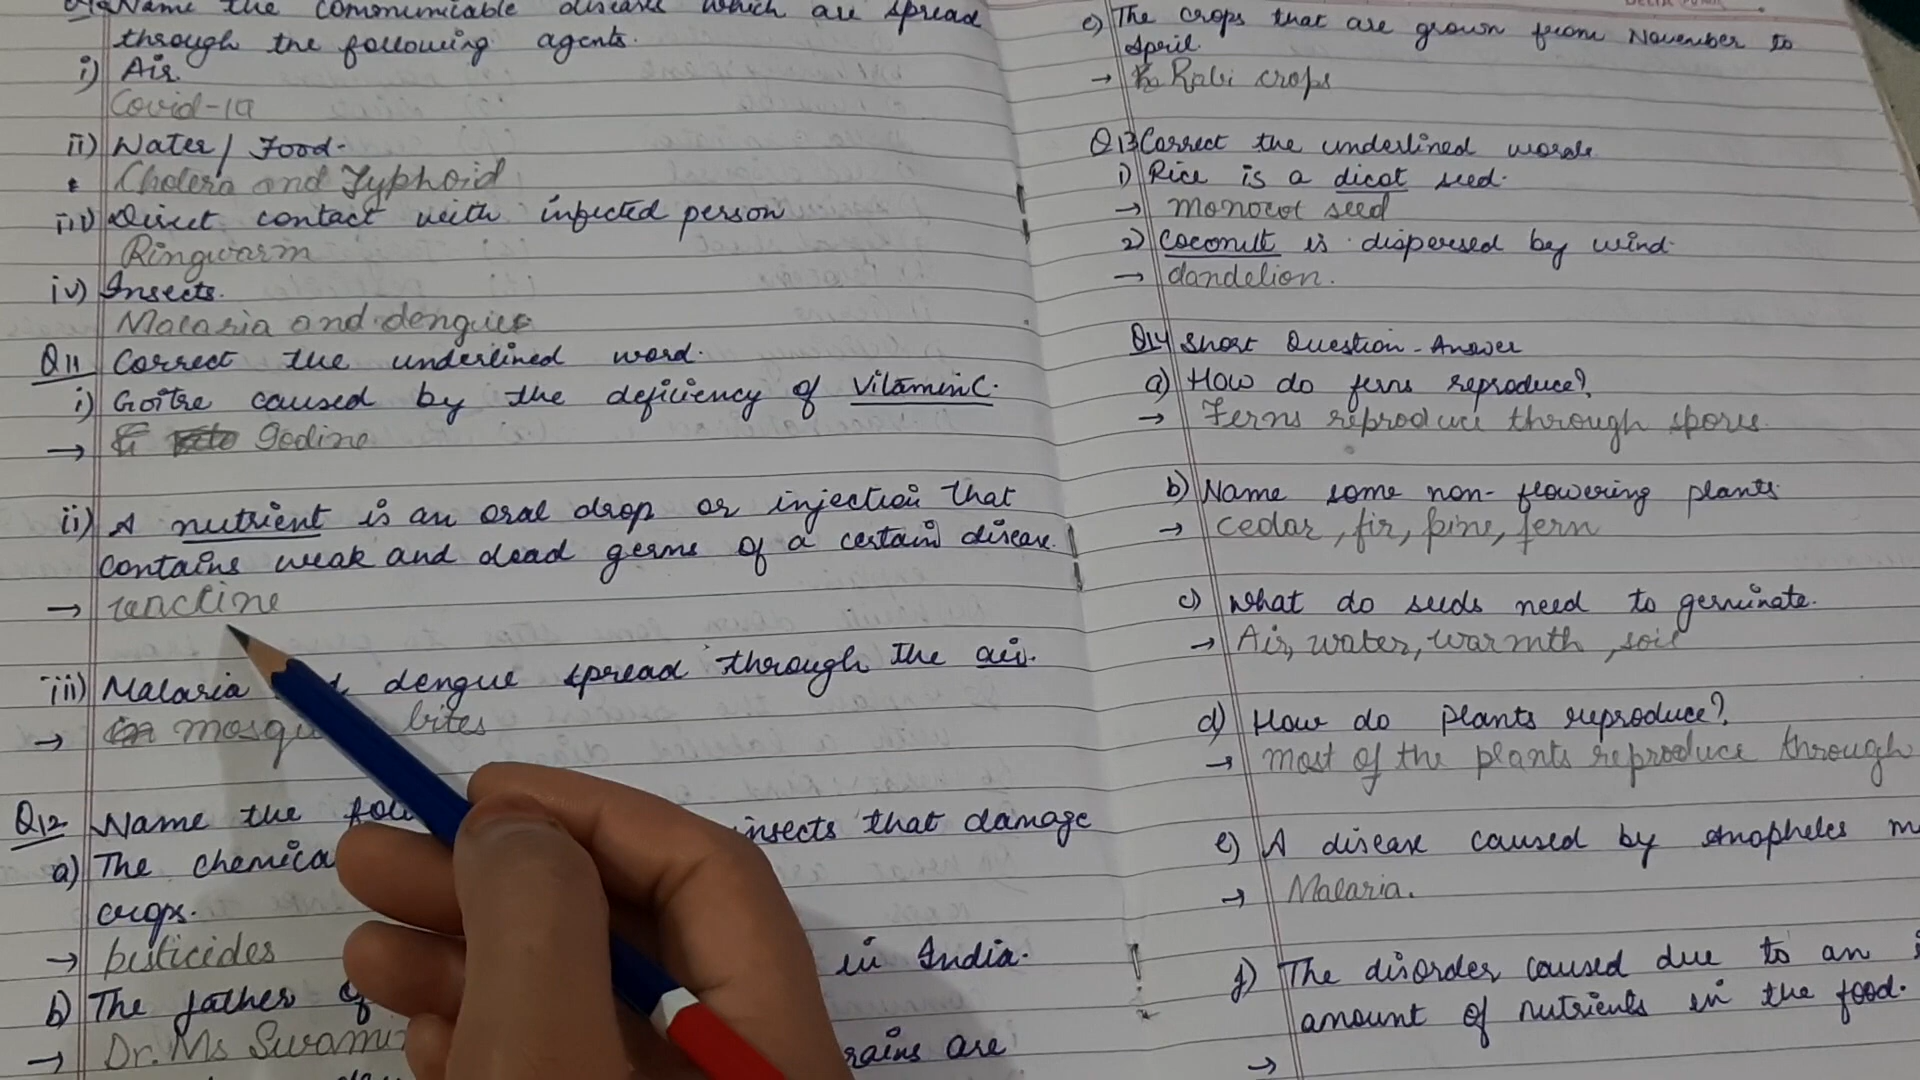 Name the communicable diseases which are spread
through the following agents.
i) Air.
Covid-19
ii) Water/ Food-
Cholera and Typhoid
iii) Direct contact with infected person
Ringworm
iv) Insects.
Malaria and dengue
Q11 Correct the underlined word.
i) Goitre caused by the deficiency of Vitamin C.
→ Iodine
ii) A nutrient is an oral drop or injection that
contains weak and dead germs of a certain disease.
→
iii) Malaria dengue spread through the air.
→ bites
Q12 Name the insects that damage
a) The
crops.
→ pesticides
b) The father in India.
→ Dr. Ms
are
c) The crops that are grown from November to
April.
→ Rabi crops
Q13 Correct the underlined words
i) Rice is a dicot seed.
→ monocot seed
2) Coconult is dispersed by wind.
→ dandelion.
Q14 Short Question-Answer
a) How do ferns reproduce?
→ Ferns reproduce through spores.
b) Name some non-flowering plants
→ cedar, fir, pine, fern
c) What do seeds need to germinate.
→ Air, water, warmth, soil
d) How do plants reproduce?
→ most of the plants reproduce through
e) A disease caused by Anopheles
→ Malaria.
f) The disorder caused due to an
amount of nutrients in the food.
→